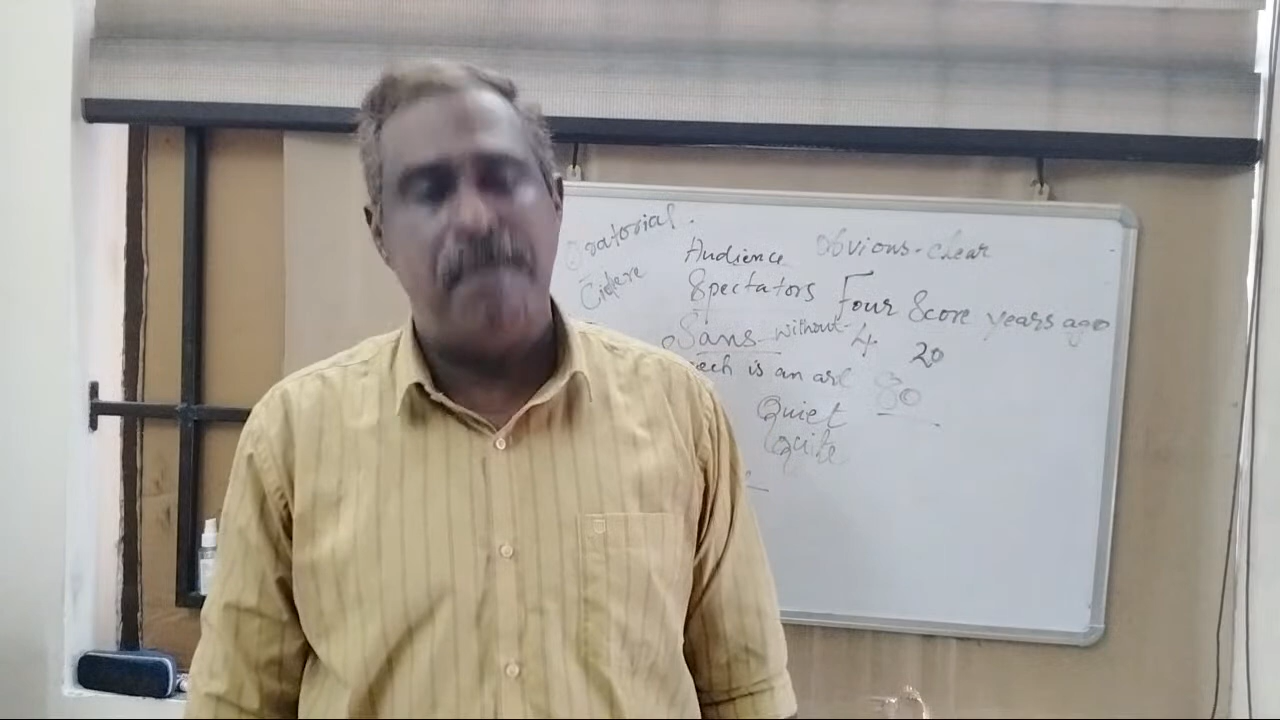 Oratorial.
Audience Obvious - clear
Spectators Four Score years ago
Sans - without 4 20
ech is an art 80
Quiet
Quite